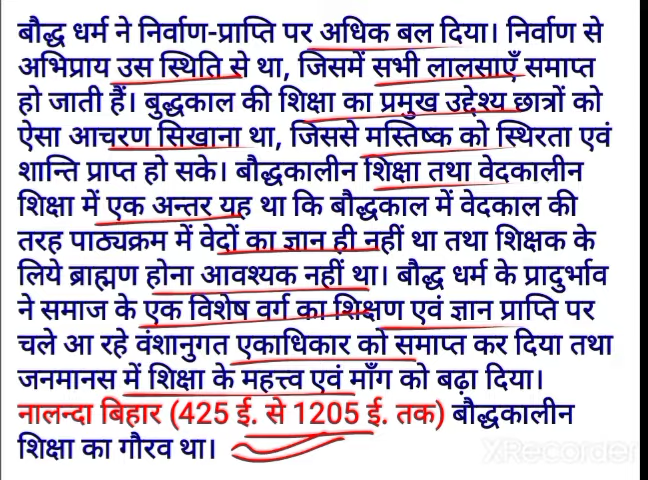 बौद्ध धर्म ने निर्वाण-प्राप्ति पर अधिक बल दिया। निर्वाण से
अभिप्राय उस स्थिति से था, जिसमें सभी लालसाएँ समाप्त
हो जाती हैं। बुद्धकाल की शिक्षा का प्रमुख उद्देश्य छात्रों को
ऐसा आचरण सिखाना था, जिससे मस्तिष्क को स्थिरता एवं
शान्ति प्राप्त हो सके। बौद्धकालीन शिक्षा तथा वेदकालीन
शिक्षा में एक अन्तर यह था कि बौद्धकाल में वेदकाल की
तरह पाठ्यक्रम में वेदों का ज्ञान ही नहीं था तथा शिक्षक के
लिये ब्राह्मण होना आवश्यक नहीं था। बौद्ध धर्म के प्रादुर्भाव
ने समाज के एक विशेष वर्ग का शिक्षण एवं ज्ञान प्राप्ति पर
चले आ रहे वंशानुगत एकाधिकार को समाप्त कर दिया तथा
जनमानस में शिक्षा के महत्त्व एवं माँग को बढ़ा दिया।
नालन्दा बिहार (425 ई. से 1205 ई. तक) बौद्धकालीन
शिक्षा का गौरव था।
XRecorder